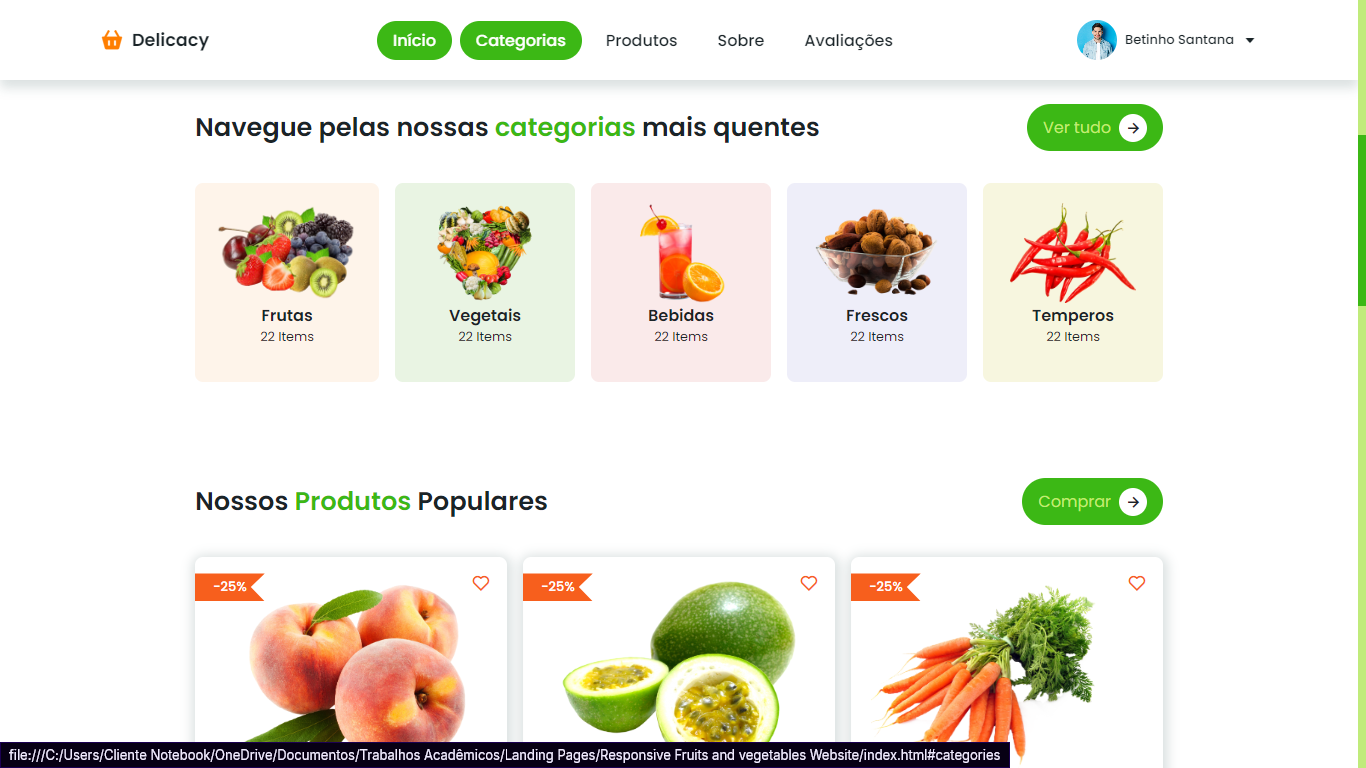 Delicacy Início Categorias Produtos Sobre Avaliações Betinho Santana
Navegue pelas nossas categorias mais quentes Ver tudo
Frutas Vegetais Bebidas Frescos Temperos
22 Items 22 Items 22 Items 22 Items 22 Items
Nossos Produtos Populares Comprar
-25% -25% -25%
file:///C:/Users/Cliente Notebook/OneDrive/Documentos/Trabalhos Acadêmicos/Landing Pages/Responsive Fruits and vegetables Website/index.html#categories